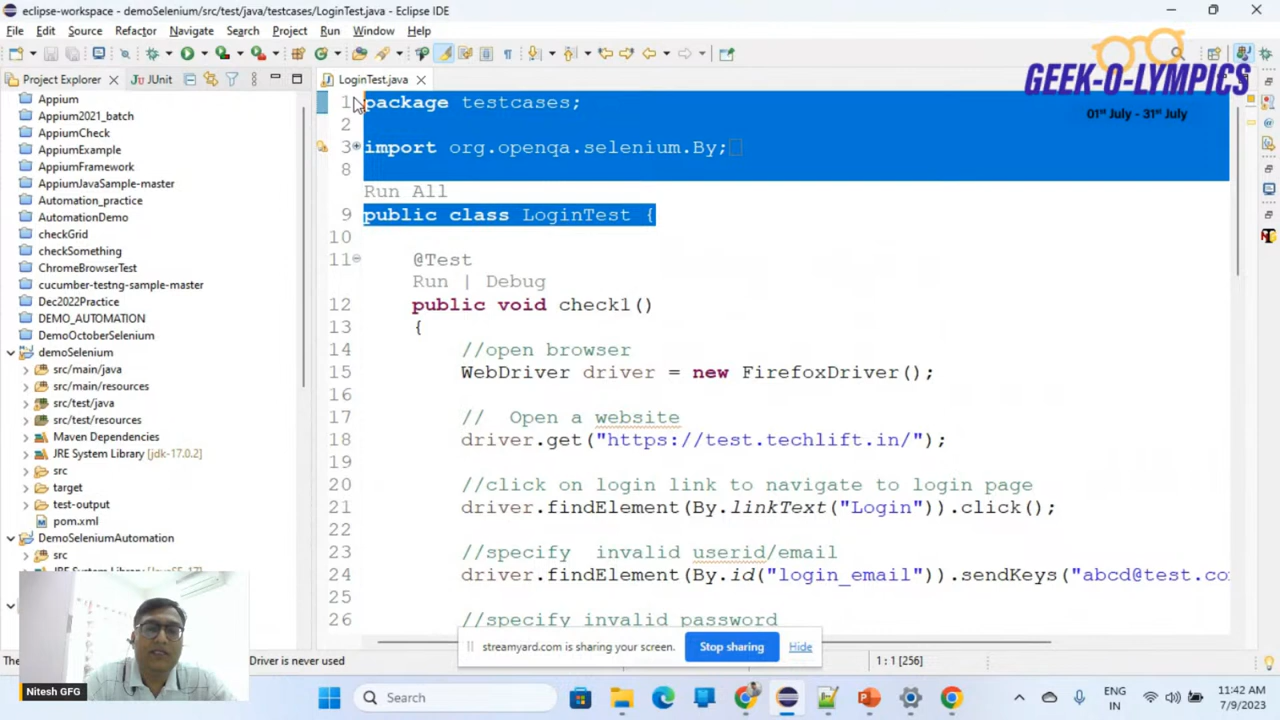 eclipse-workspace - demoSelenium/src/test/java/testcases/LoginTest.java - Eclipse IDE
File Edit Source Refactor Navigate Search Project Run Window Help
GEEK-O-LYMPICS
01st July - 31st July
Project Explorer JUnit
LoginTest.java
Appium
Appium2021_batch
AppiumCheck
AppiumExample
AppiumFramework
AppiumJavaSample-master
Automation_practice
AutomationDemo
checkGrid
checkSomething
ChromeBrowserTest
cucumber-testng-sample-master
Dec2022Practice
DEMO_AUTOMATION
DemoOctoberSelenium
demoSelenium
src/main/java
src/main/resources
src/test/java
src/test/resources
Maven Dependencies
JRE System Library [jdk-17.0.2]
src
target
test-output
pom.xml
DemoSeleniumAutomation
src
1 package testcases;
2
3 import org.openqa.selenium.By;
8
Run All
9 public class LoginTest {
10
11 @Test
Run | Debug
12 public void check1()
13 {
14 //open browser
15 WebDriver driver = new FirefoxDriver();
16
17 // Open a website
18 driver.get("https://test.techlift.in/");
19
20 //click on login link to navigate to login page
21 driver.findElement(By.linkText("Login")).click();
22
23 //specify invalid userid/email
24 driver.findElement(By.id("login_email")).sendKeys("abcd@test.co
25
26 //specify invalid password
streamyard.com is sharing your screen. Stop sharing Hide
The
Driver is never used
1 : 1 [256]
Nitesh GFG
Search
ENG
IN
11:42 AM
7/9/2023